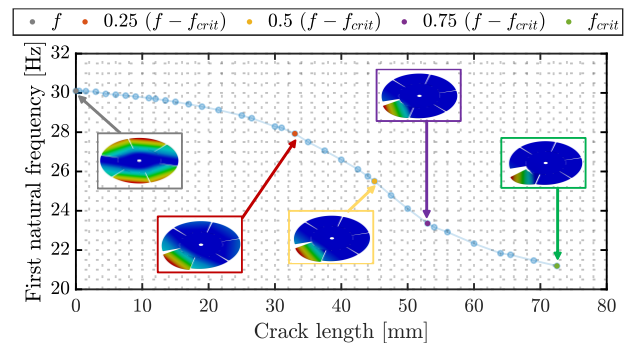 f 0.25 (f − f_crit) 0.5 (f − f_crit) 0.75 (f − f_crit) f_crit
First natural frequency [Hz]
32
30
28
26
24
22
20
0 10 20 30 40 50 60 70 80
Crack length [mm]